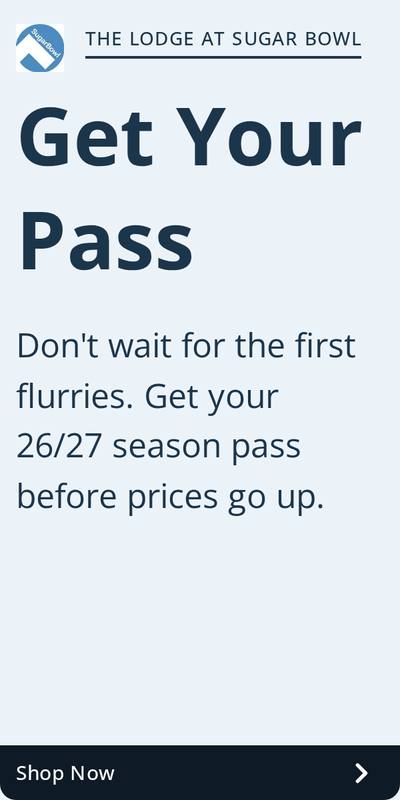 SugarBowl
THE LODGE AT SUGAR BOWL
Get Your
Pass
Don't wait for the first
flurries. Get your
26/27 season pass
before prices go up.
Shop Now